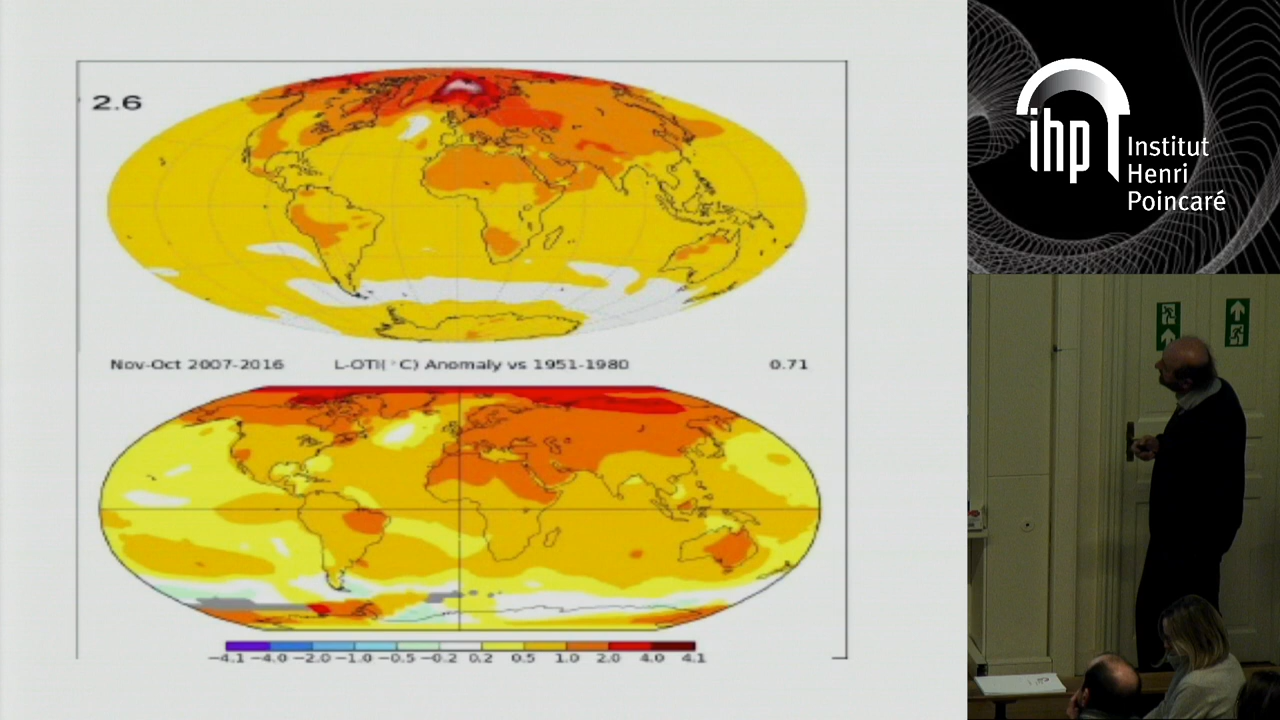 2.6
Nov-Oct 2007-2016 L-OTI(°C) Anomaly vs 1951-1980 0.71
-4.1 -4.0 -2.0 -1.0 -0.5 -0.2 0.2 0.5 1.0 2.0 4.0 4.1
ihp Institut
Henri
Poincaré